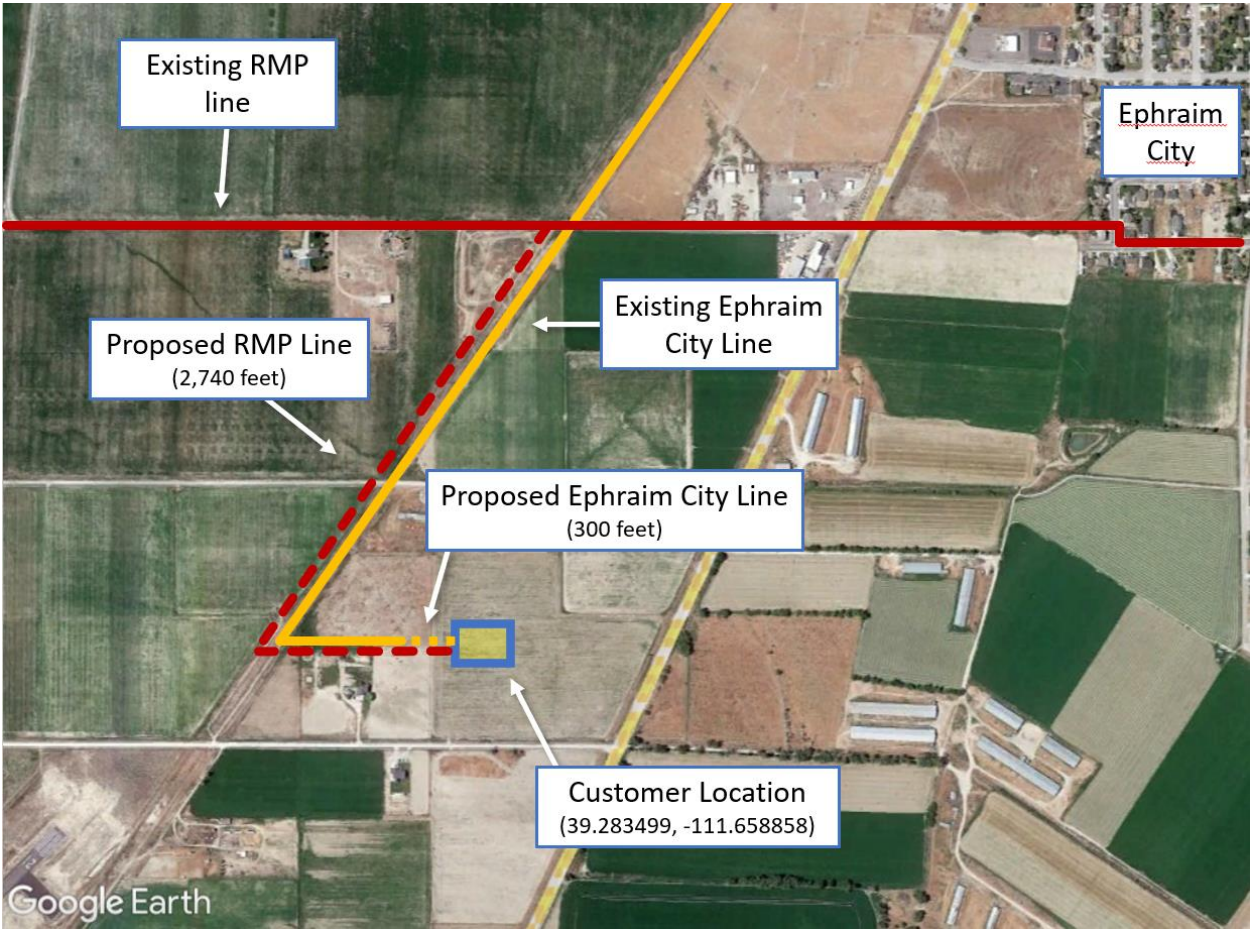 Existing RMP
line
Ephraim
City
Existing Ephraim
City Line
Proposed RMP Line
(2,740 feet)
Proposed Ephraim City Line
(300 feet)
Customer Location
(39.283499, -111.658858)
Google Earth